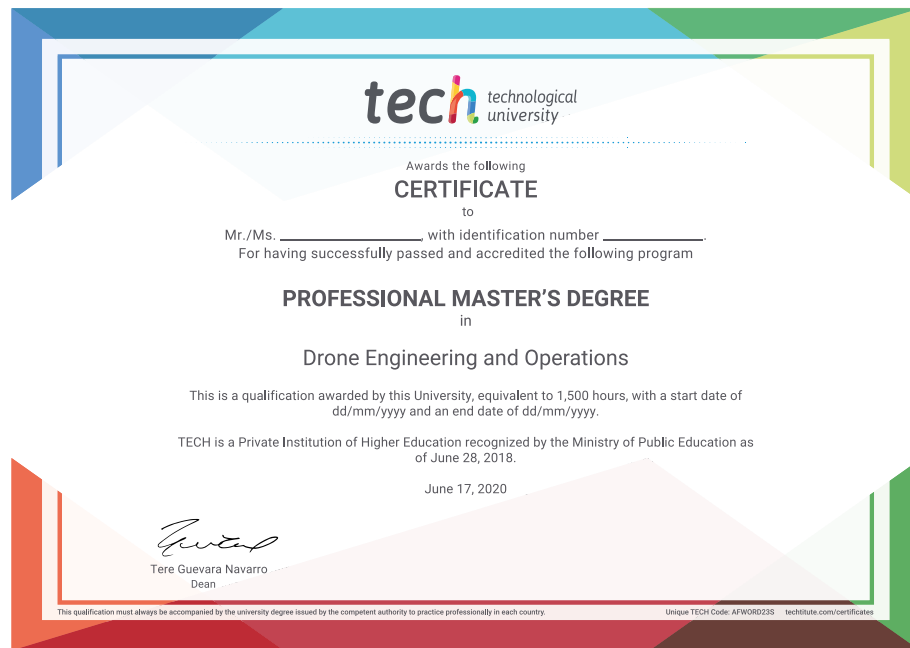 tech technological
university
Awards the following
CERTIFICATE
to
Mr./Ms. ____________________, with identification number ______________.
For having successfully passed and accredited the following program
PROFESSIONAL MASTER'S DEGREE
in
Drone Engineering and Operations
This is a qualification awarded by this University, equivalent to 1,500 hours, with a start date of
dd/mm/yyyy and an end date of dd/mm/yyyy.
TECH is a Private Institution of Higher Education recognized by the Ministry of Public Education as
of June 28, 2018.
June 17, 2020
Tere Guevara Navarro
Dean
This qualification must always be accompanied by the university degree issued by the competent authority to practice professionally in each country.
Unique TECH Code: AFWORD23S techtitute.com/certificates